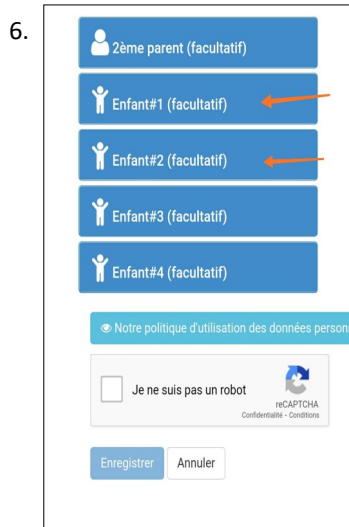 6.
2ème parent (facultatif)
Enfant#1 (facultatif)
Enfant#2 (facultatif)
Enfant#3 (facultatif)
Enfant#4 (facultatif)
Notre politique d'utilisation des données person
Je ne suis pas un robot
reCAPTCHA
Confidentialité - Conditions
Enregistrer Annuler